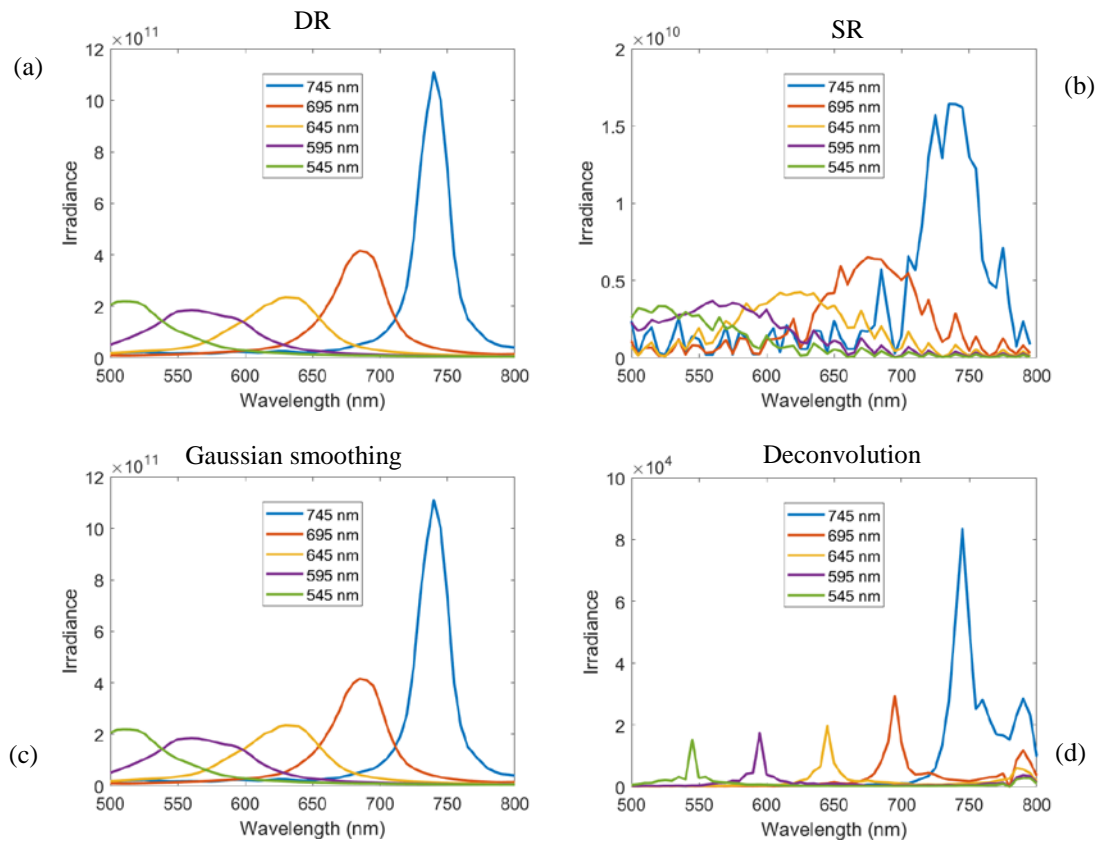 DR
(a)
×10^11
12
10
8
6
4
2
0
Irradiance
745 nm
695 nm
645 nm
595 nm
545 nm
500 550 600 650 700 750 800
Wavelength (nm)
SR
(b)
×10^10
2
1.5
1
0.5
0
Irradiance
745 nm
695 nm
645 nm
595 nm
545 nm
500 550 600 650 700 750 800
Wavelength (nm)
Gaussian smoothing
(c)
×10^11
12
10
8
6
4
2
0
Irradiance
745 nm
695 nm
645 nm
595 nm
545 nm
500 550 600 650 700 750 800
Wavelength (nm)
Deconvolution
(d)
×10^4
10
8
6
4
2
0
Irradiance
745 nm
695 nm
645 nm
595 nm
545 nm
500 550 600 650 700 750 800
Wavelength (nm)